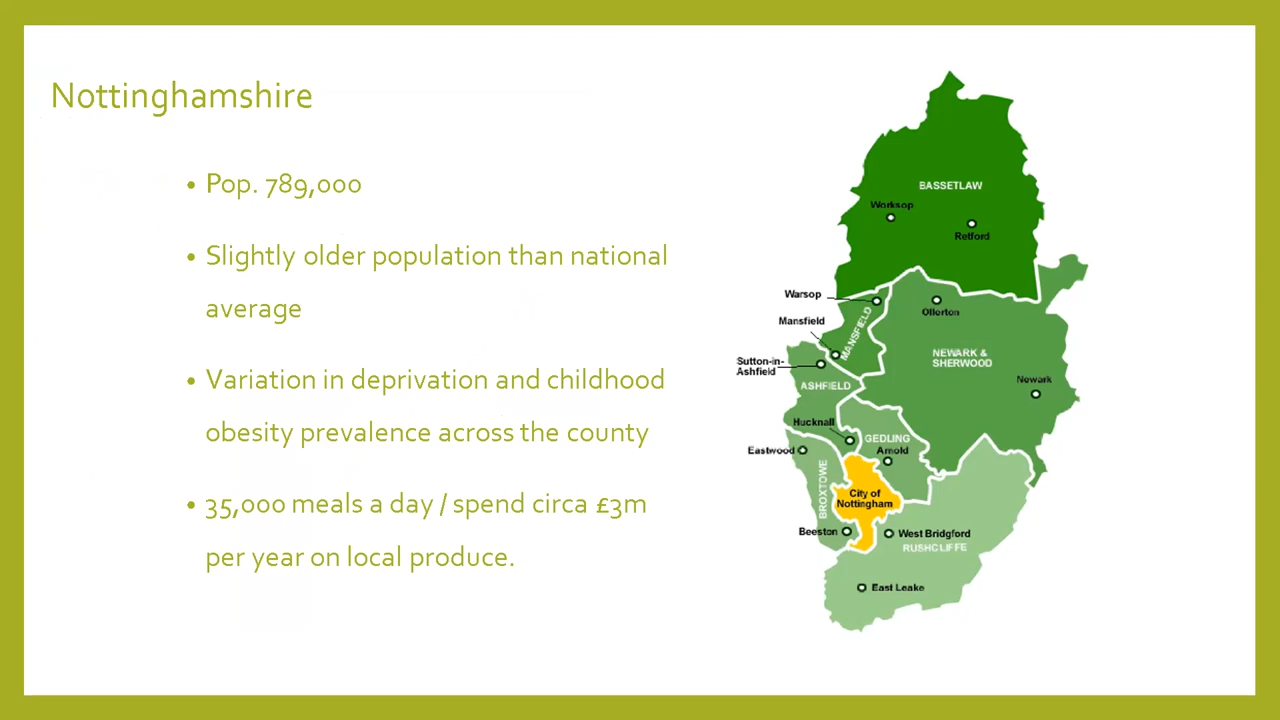 Nottinghamshire
• Pop. 789,000
• Slightly older population than national
average
• Variation in deprivation and childhood
obesity prevalence across the county
• 35,000 meals a day / spend circa £3m
per year on local produce.
BASSETLAW
Worksop
Retford
Warsop
Ollerton
Mansfield
MANSFIELD
NEWARK &
SHERWOOD
Sutton-in-
Ashfield
ASHFIELD
Newark
Hucknall
GEDLING
Arnold
Eastwood
BROXTOWE
City of
Nottingham
Beeston
West Bridgford
RUSHCLIFFE
East Leake